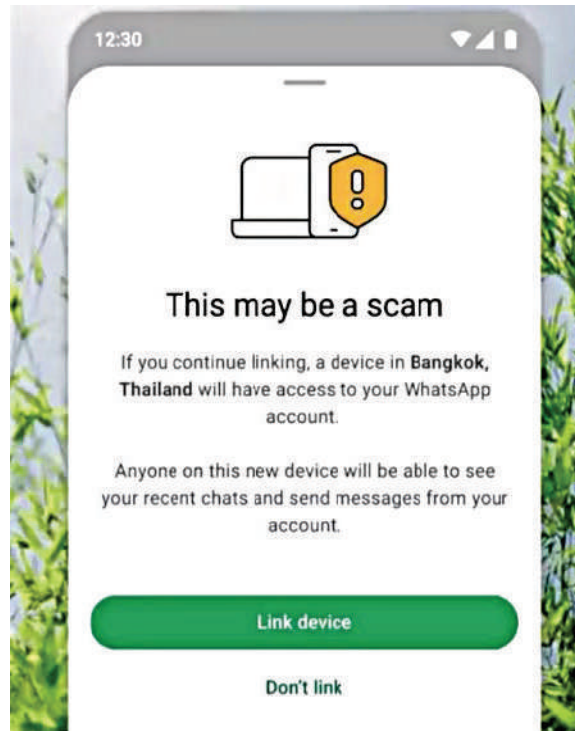 12:30
This may be a scam
If you continue linking, a device in Bangkok,
Thailand will have access to your WhatsApp
account.
Anyone on this new device will be able to see
your recent chats and send messages from your
account.
Link device
Don't link